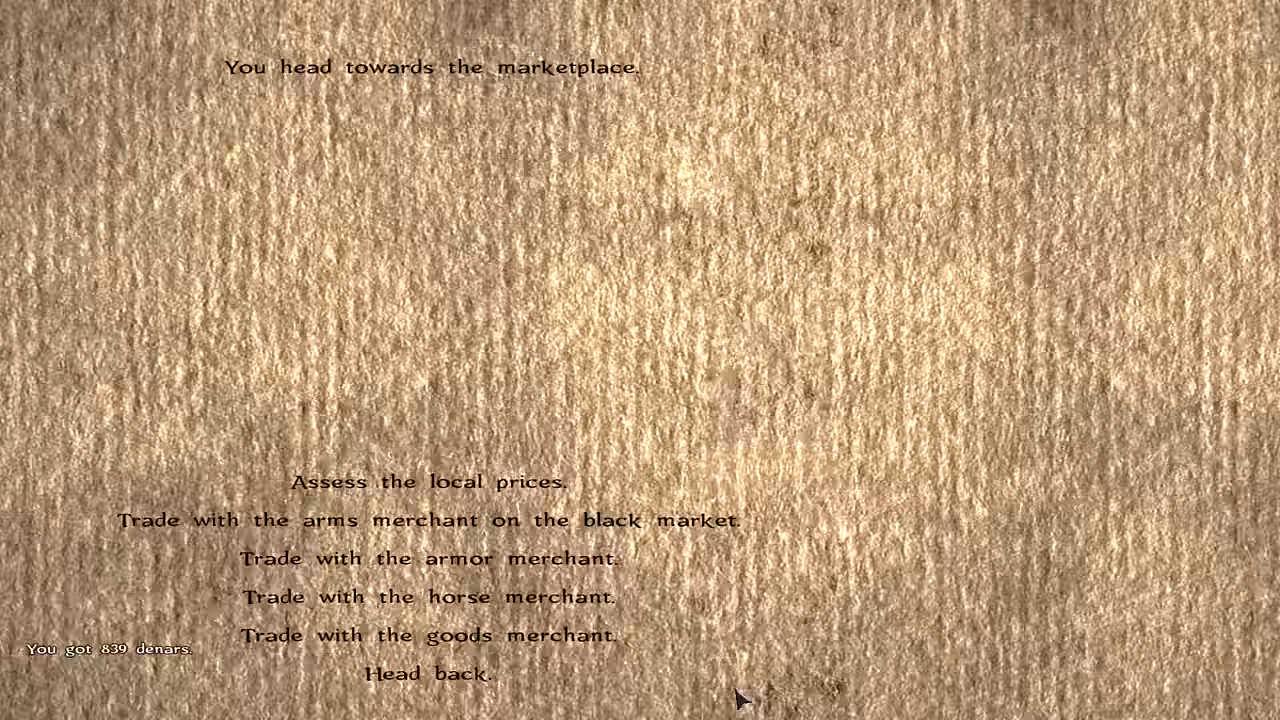 You head towards the marketplace.
Assess the local prices.
Trade with the arms merchant on the black market.
Trade with the armor merchant.
Trade with the horse merchant.
Trade with the goods merchant.
You got 839 denars.
Head back.